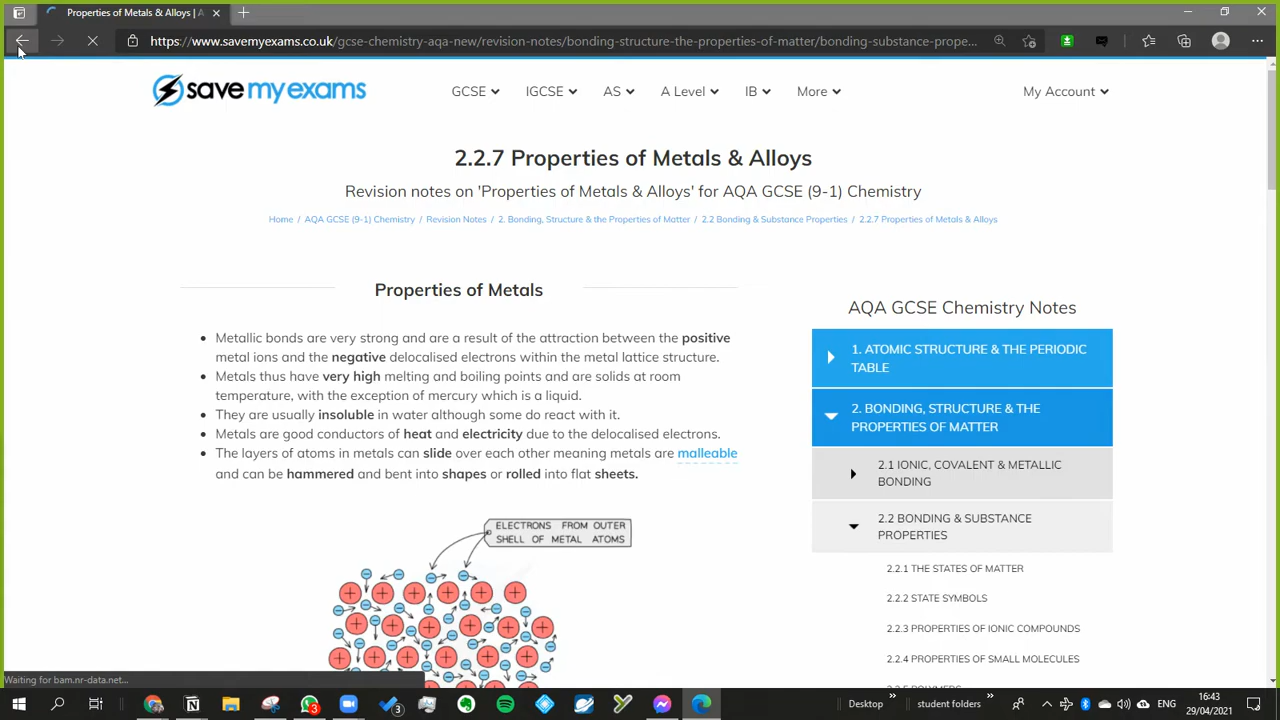 Properties of Metals & Alloys | A
https://www.savemyexams.co.uk/gcse-chemistry-aqa-new/revision-notes/bonding-structure-the-properties-of-matter/bonding-substance-prope...
save my exams
GCSE
IGCSE
AS
A Level
IB
More
My Account
2.2.7 Properties of Metals & Alloys
Revision notes on 'Properties of Metals & Alloys' for AQA GCSE (9-1) Chemistry
Home / AQA GCSE (9-1) Chemistry / Revision Notes / 2. Bonding, Structure & the Properties of Matter / 2.2 Bonding & Substance Properties / 2.2.7 Properties of Metals & Alloys
Properties of Metals
• Metallic bonds are very strong and are a result of the attraction between the positive
metal ions and the negative delocalised electrons within the metal lattice structure.
• Metals thus have very high melting and boiling points and are solids at room
temperature, with the exception of mercury which is a liquid.
• They are usually insoluble in water although some do react with it.
• Metals are good conductors of heat and electricity due to the delocalised electrons.
• The layers of atoms in metals can slide over each other meaning metals are malleable
and can be hammered and bent into shapes or rolled into flat sheets.
ELECTRONS FROM OUTER
SHELL OF METAL ATOMS
AQA GCSE Chemistry Notes
1. ATOMIC STRUCTURE & THE PERIODIC
TABLE
2. BONDING, STRUCTURE & THE
PROPERTIES OF MATTER
2.1 IONIC, COVALENT & METALLIC
BONDING
2.2 BONDING & SUBSTANCE
PROPERTIES
2.2.1 THE STATES OF MATTER
2.2.2 STATE SYMBOLS
2.2.3 PROPERTIES OF IONIC COMPOUNDS
2.2.4 PROPERTIES OF SMALL MOLECULES
2.2.5 POLYMERS
Waiting for bam.nr-data.net...
3
3
Desktop
student folders
ENG
16:43
29/04/2021